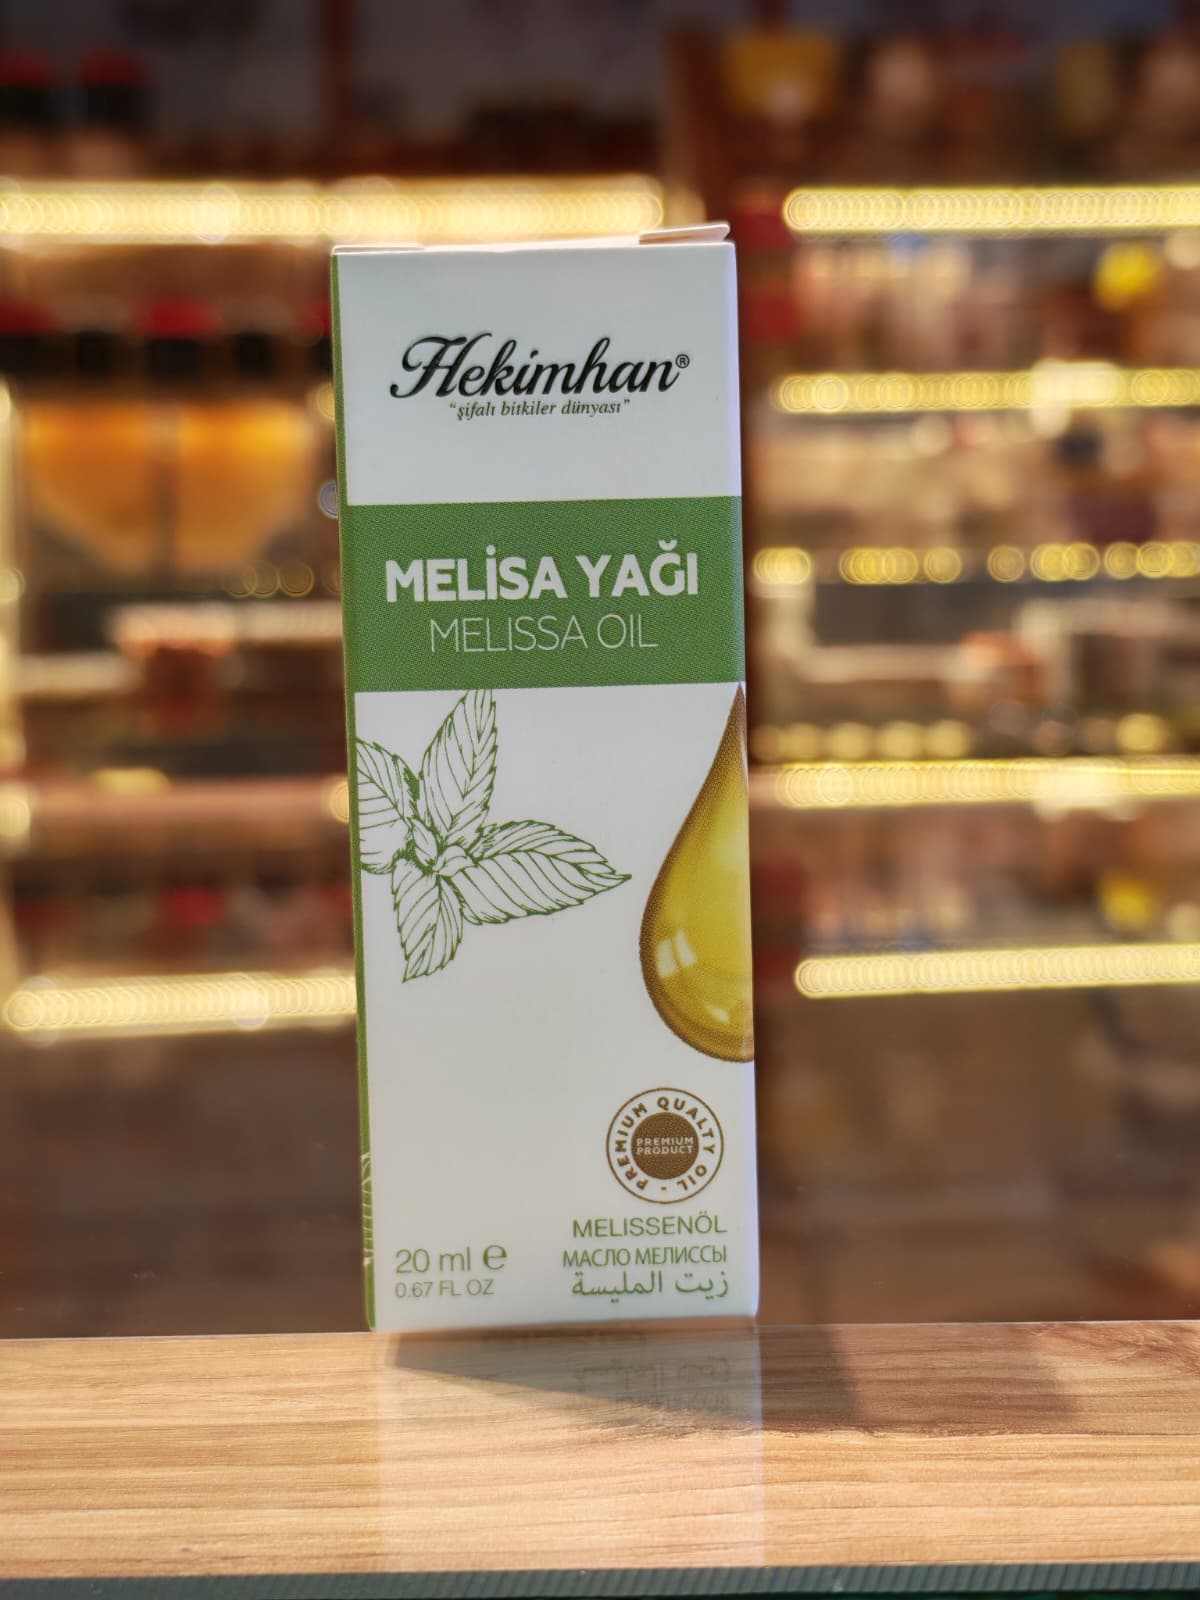 Hekimhan®
"şifalı bitkiler dünyası"
MELİSA YAĞI
MELISSA OIL
PREMIUM QUALTY OIL -
PREMIUM
PRODUCT
MELISSENÖL
МАСЛО МЕЛИССЫ
زيت المليسة
20 ml ℮
0.67 FL OZ